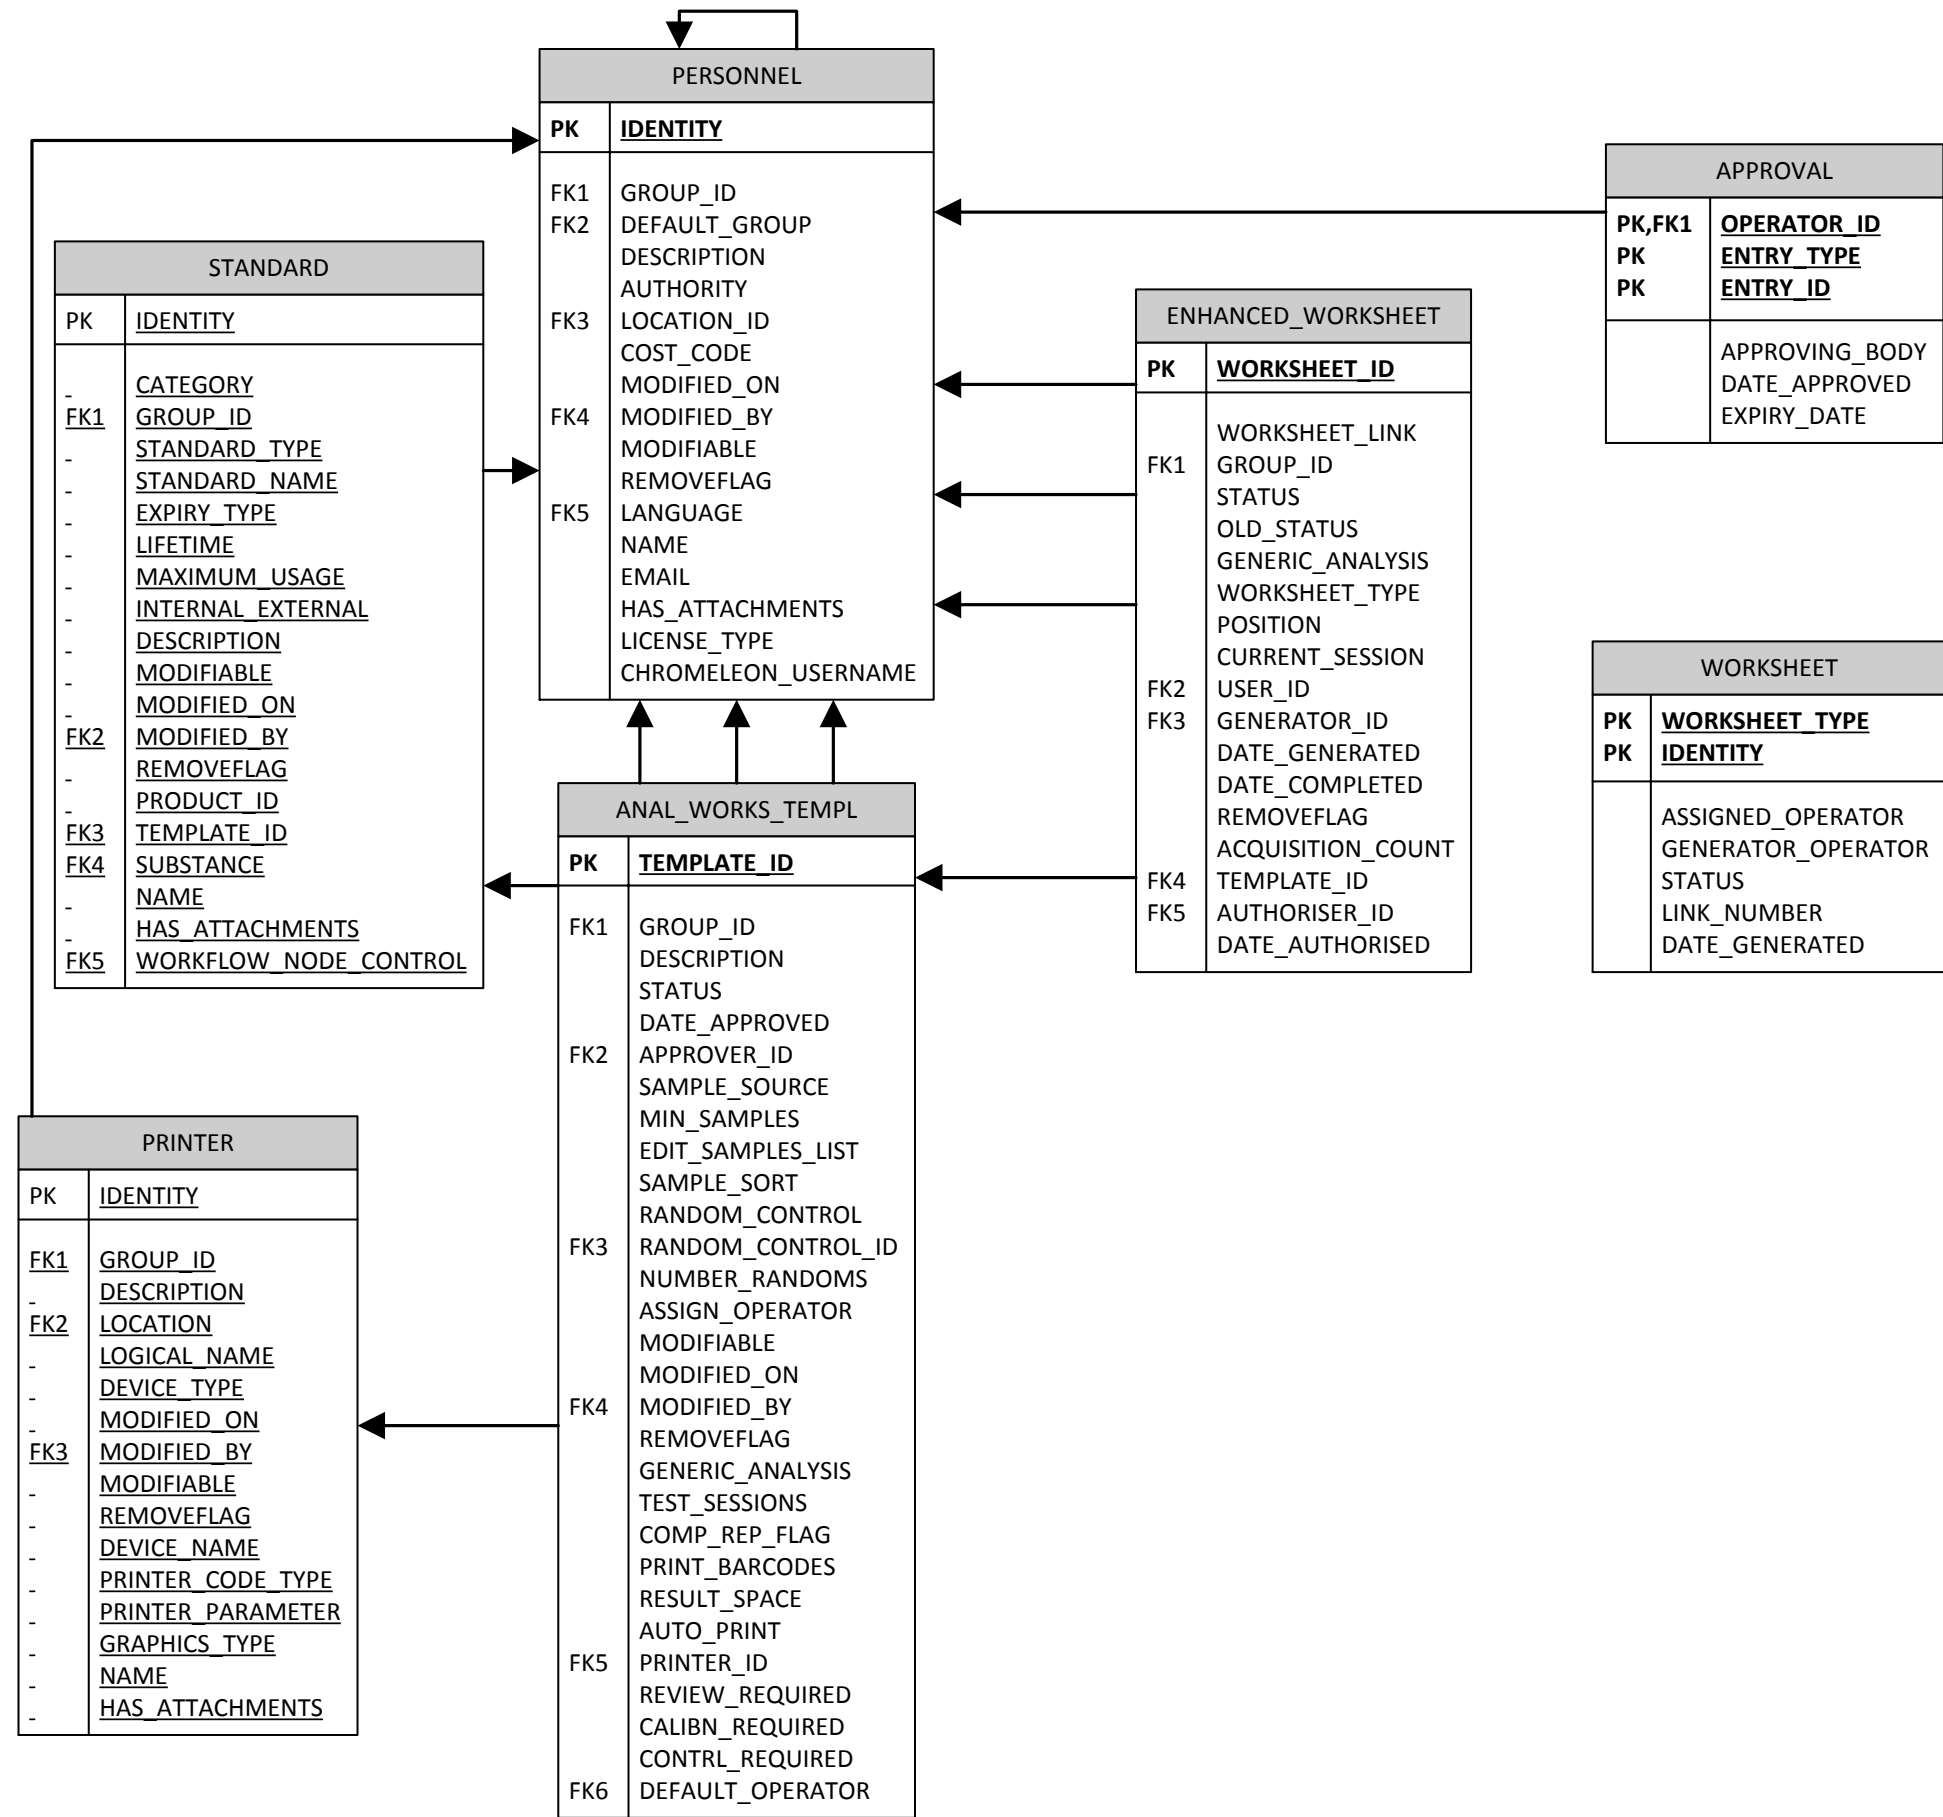 PERSONNEL
PK IDENTITY
FK1 GROUP_ID
FK2 DEFAULT_GROUP
DESCRIPTION
AUTHORITY
FK3 LOCATION_ID
COST_CODE
MODIFIED_ON
FK4 MODIFIED_BY
MODIFIABLE
REMOVEFLAG
FK5 LANGUAGE
NAME
EMAIL
HAS_ATTACHMENTS
LICENSE_TYPE
CHROMELEON_USERNAME
APPROVAL
PK,FK1 OPERATOR_ID
PK ENTRY_TYPE
PK ENTRY_ID
APPROVING_BODY
DATE_APPROVED
EXPIRY_DATE
STANDARD
PK IDENTITY
CATEGORY
FK1 GROUP_ID
STANDARD_TYPE
STANDARD_NAME
EXPIRY_TYPE
LIFETIME
MAXIMUM_USAGE
INTERNAL_EXTERNAL
DESCRIPTION
MODIFIABLE
MODIFIED_ON
FK2 MODIFIED_BY
REMOVEFLAG
PRODUCT_ID
FK3 TEMPLATE_ID
FK4 SUBSTANCE
NAME
HAS_ATTACHMENTS
FK5 WORKFLOW_NODE_CONTROL
ENHANCED_WORKSHEET
PK WORKSHEET_ID
WORKSHEET_LINK
FK1 GROUP_ID
STATUS
OLD_STATUS
GENERIC_ANALYSIS
WORKSHEET_TYPE
POSITION
CURRENT_SESSION
FK2 USER_ID
FK3 GENERATOR_ID
DATE_GENERATED
DATE_COMPLETED
REMOVEFLAG
ACQUISITION_COUNT
FK4 TEMPLATE_ID
FK5 AUTHORISER_ID
DATE_AUTHORISED
WORKSHEET
PK WORKSHEET_TYPE
PK IDENTITY
ASSIGNED_OPERATOR
GENERATOR_OPERATOR
STATUS
LINK_NUMBER
DATE_GENERATED
ANAL_WORKS_TEMPL
PK TEMPLATE_ID
FK1 GROUP_ID
DESCRIPTION
STATUS
DATE_APPROVED
FK2 APPROVER_ID
SAMPLE_SOURCE
MIN_SAMPLES
EDIT_SAMPLES_LIST
SAMPLE_SORT
RANDOM_CONTROL
FK3 RANDOM_CONTROL_ID
NUMBER_RANDOMS
ASSIGN_OPERATOR
MODIFIABLE
MODIFIED_ON
FK4 MODIFIED_BY
REMOVEFLAG
GENERIC_ANALYSIS
TEST_SESSIONS
COMP_REP_FLAG
PRINT_BARCODES
RESULT_SPACE
AUTO_PRINT
FK5 PRINTER_ID
REVIEW_REQUIRED
CALIBN_REQUIRED
CONTRL_REQUIRED
FK6 DEFAULT_OPERATOR
PRINTER
PK IDENTITY
FK1 GROUP_ID
DESCRIPTION
FK2 LOCATION
LOGICAL_NAME
DEVICE_TYPE
MODIFIED_ON
FK3 MODIFIED_BY
MODIFIABLE
REMOVEFLAG
DEVICE_NAME
PRINTER_CODE_TYPE
PRINTER_PARAMETER
GRAPHICS_TYPE
NAME
HAS_ATTACHMENTS